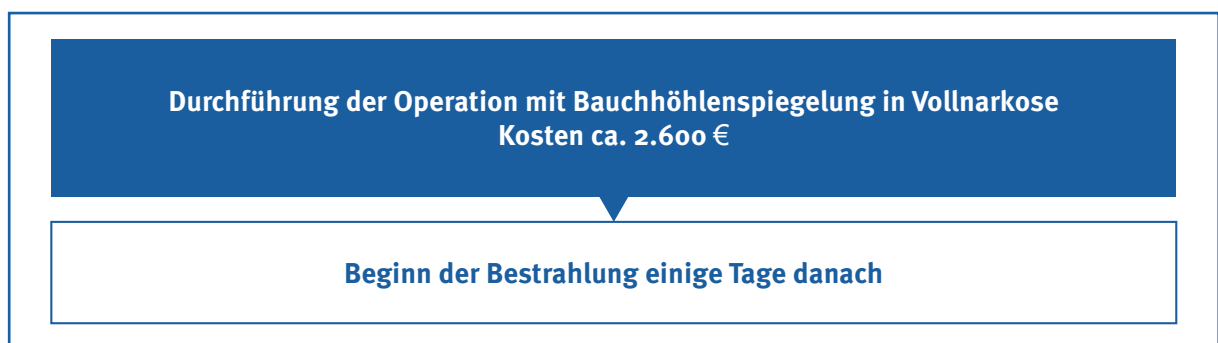 Durchführung der Operation mit Bauchhöhlenspiegelung in Vollnarkose
Kosten ca. 2.600 €
Beginn der Bestrahlung einige Tage danach